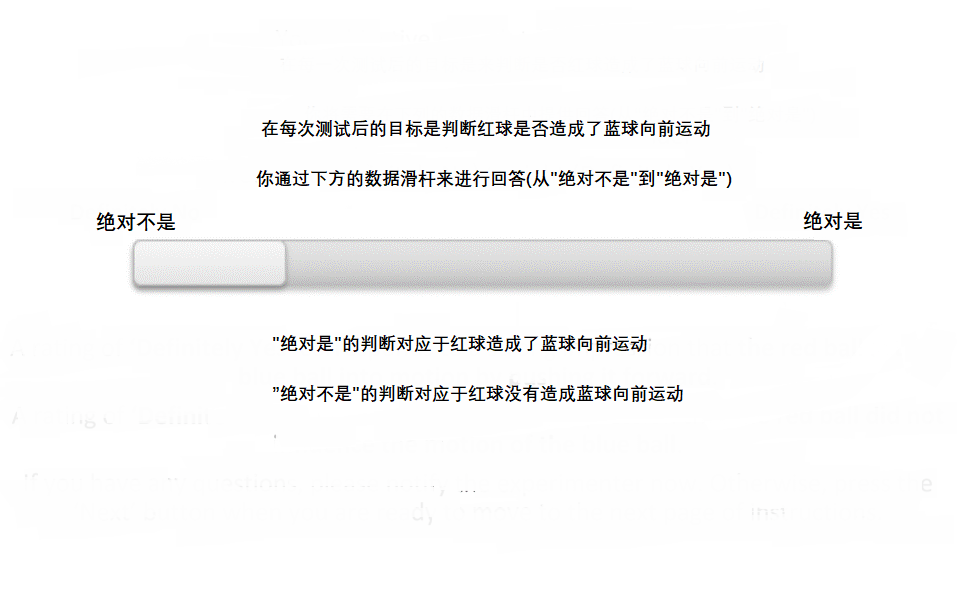 在每次测试后的目标是判断红球是否造成了蓝球向前运动
你通过下方的数据滑杆来进行回答(从"绝对不是"到"绝对是")
绝对不是
绝对是
"绝对是"的判断对应于红球造成了蓝球向前运动
"绝对不是"的判断对应于红球没有造成蓝球向前运动